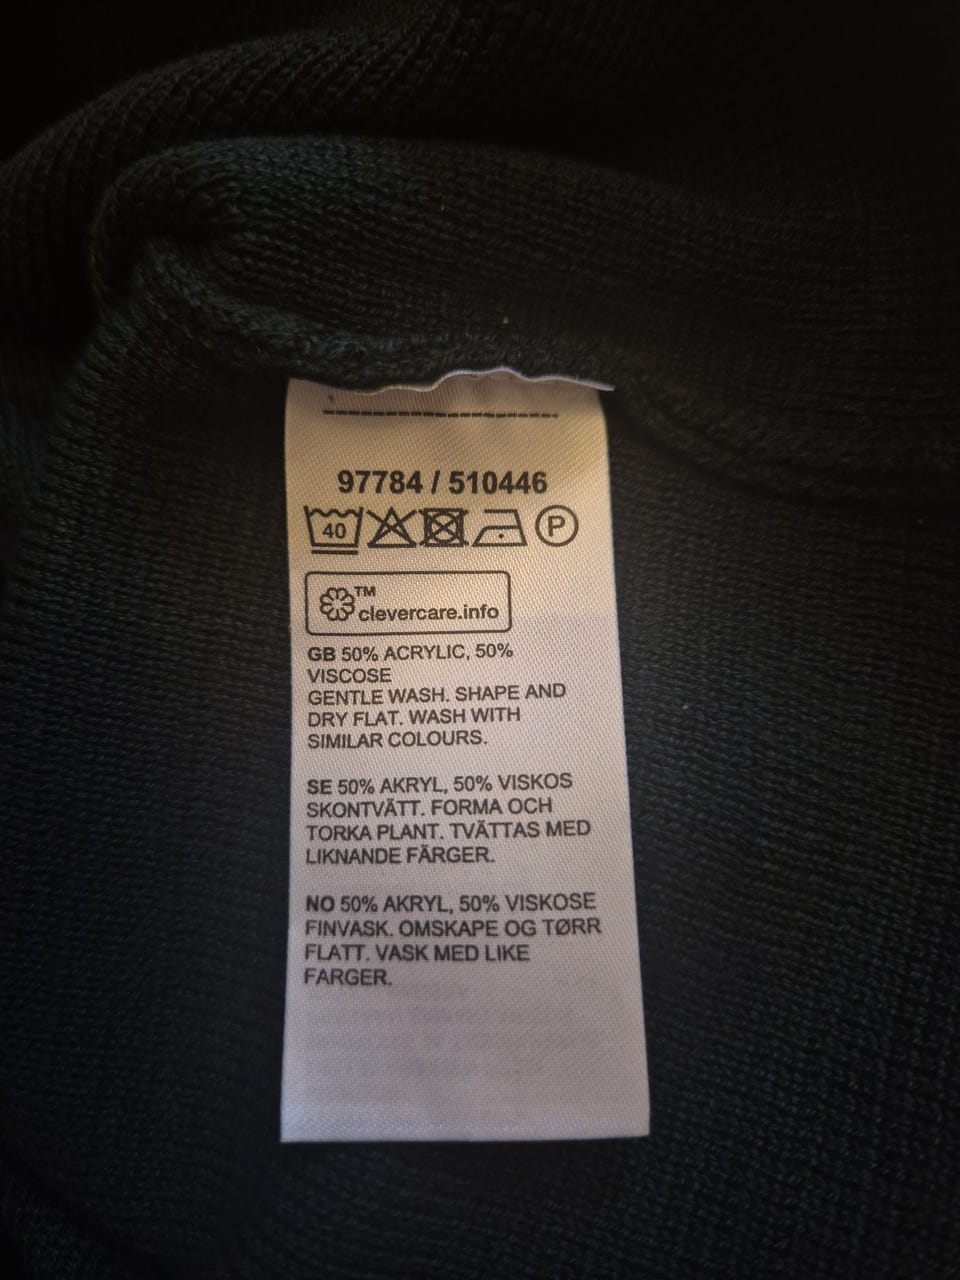 97784 / 510446
40 P
TM
clevercare.info
GB 50% ACRYLIC, 50%
VISCOSE
GENTLE WASH. SHAPE AND
DRY FLAT. WASH WITH
SIMILAR COLOURS.
SE 50% AKRYL, 50% VISKOS
SKONTVÄTT. FORMA OCH
TORKA PLANT. TVÄTTAS MED
LIKNANDE FÄRGER.
NO 50% AKRYL, 50% VISKOSE
FINVASK. OMSKAPE OG TØRR
FLATT. VASK MED LIKE
FARGER.